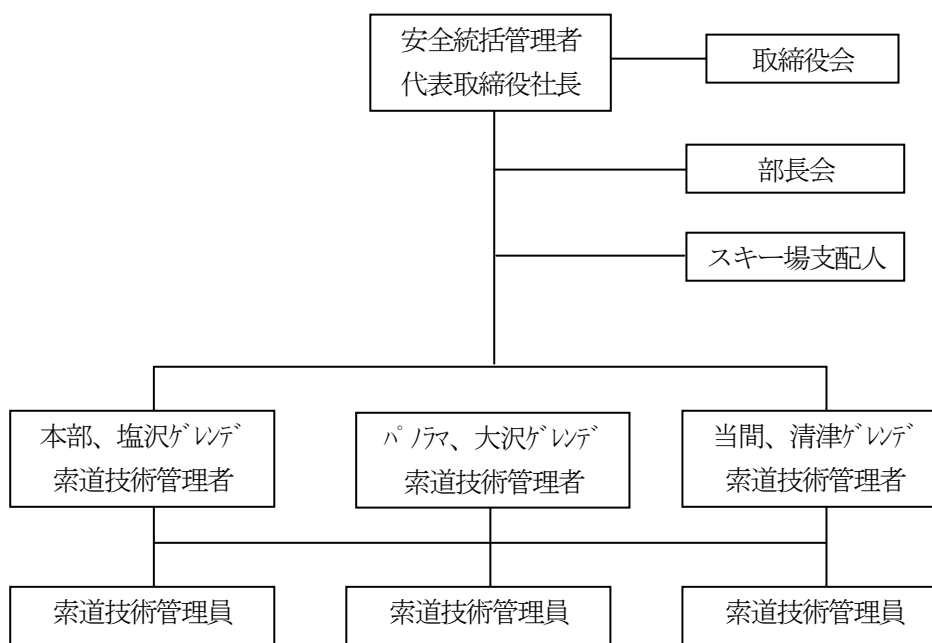 安全統括管理者
代表取締役社長
取締役会
部長会
スキー場支配人
本部、塩沢ｹﾞﾚﾝﾃﾞ
索道技術管理者
ﾊﾟﾉﾗﾏ、大沢ｹﾞﾚﾝﾃﾞ
索道技術管理者
当間、清津ｹﾞﾚﾝﾃﾞ
索道技術管理者
索道技術管理員
索道技術管理員
索道技術管理員